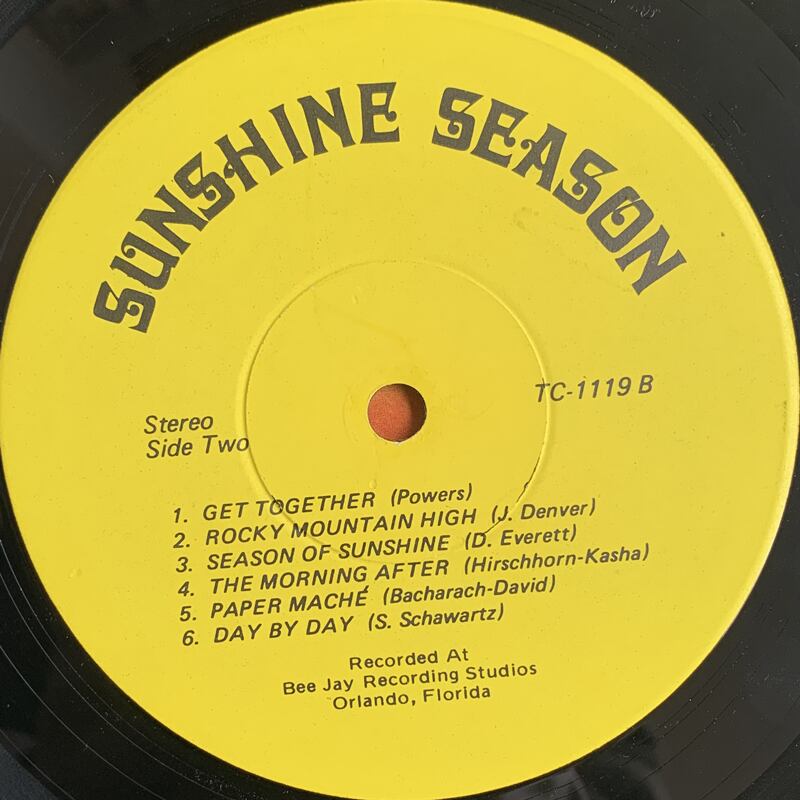 SUNSHINE SEASON
TC-1119 B
Stereo
Side Two
1. GET TOGETHER (Powers)
2. ROCKY MOUNTAIN HIGH (J. Denver)
3. SEASON OF SUNSHINE (D. Everett)
4. THE MORNING AFTER (Hirschhorn-Kasha)
5. PAPER MACHÉ (Bacharach-David)
6. DAY BY DAY (S. Schawartz)
Recorded At
Bee Jay Recording Studios
Orlando, Florida